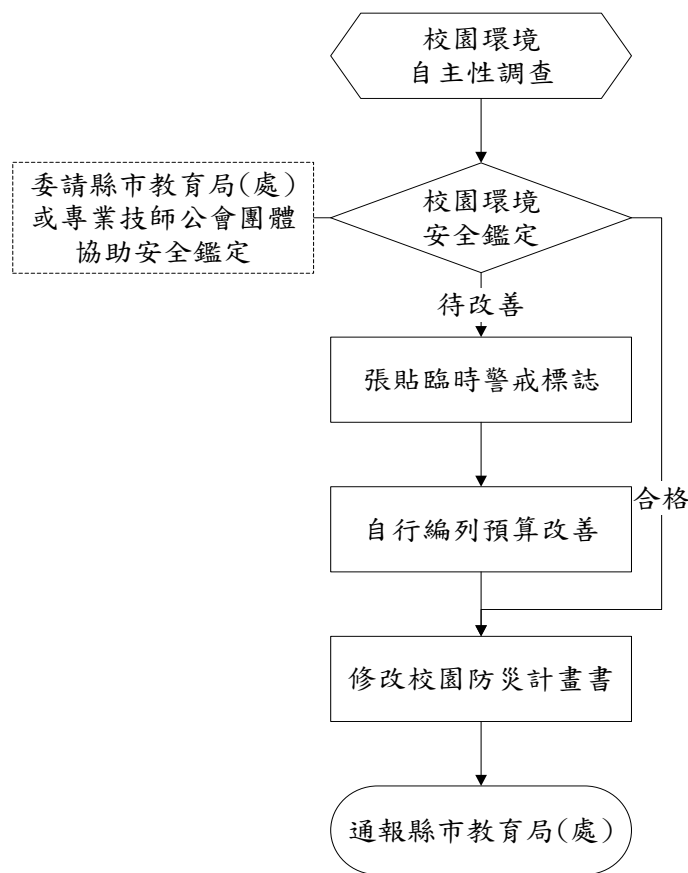 校園環境
自主性調查
委請縣市教育局(處)
或專業技師公會團體
協助安全鑑定
校園環境
安全鑑定
待改善
張貼臨時警戒標誌
合格
自行編列預算改善
修改校園防災計畫書
通報縣市教育局(處)